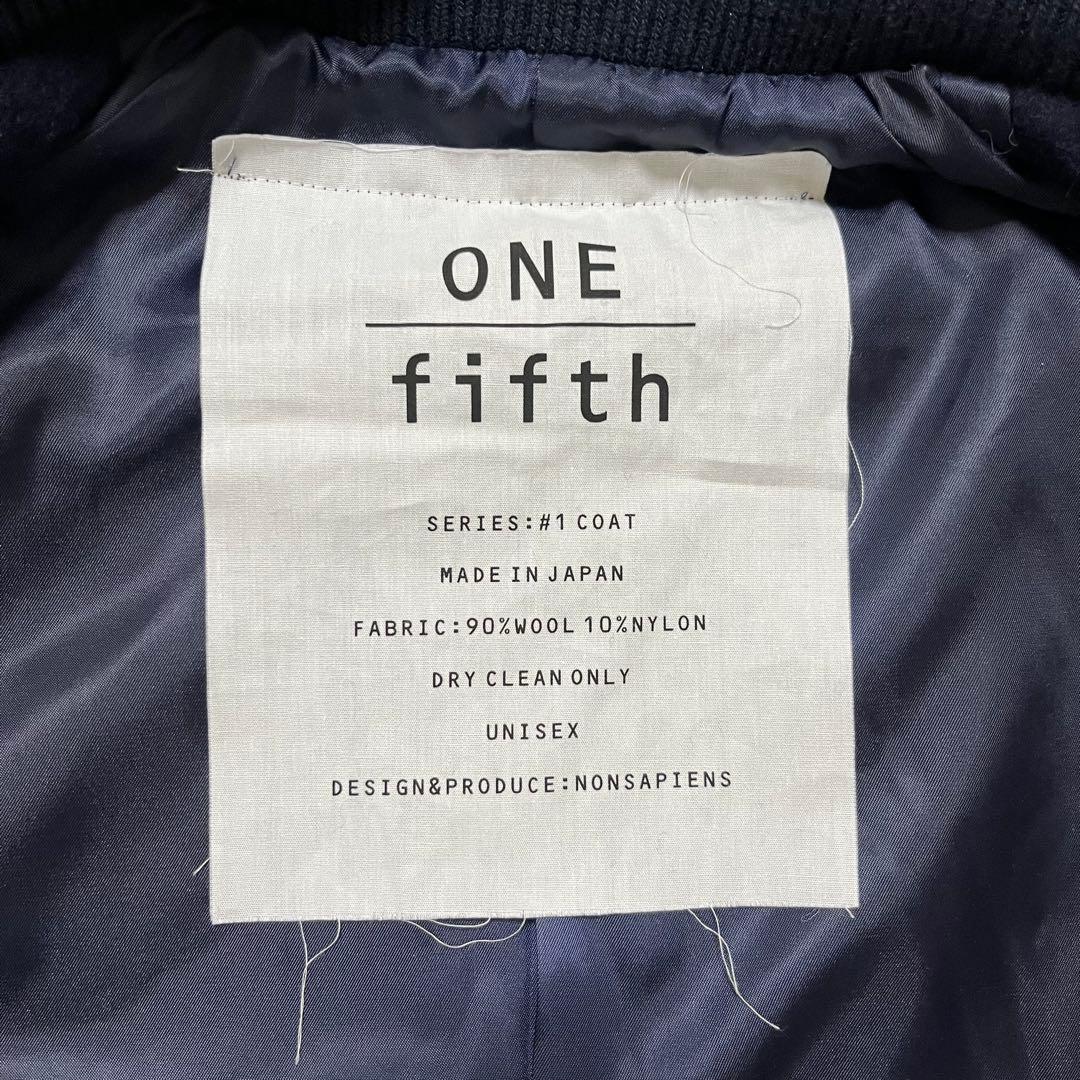 ONE
fifth
SERIES:#1 COAT
MADE IN JAPAN
FABRIC:90%WOOL 10%NYLON
DRY CLEAN ONLY
UNISEX
DESIGN&PRODUCE:NONSAPIENS